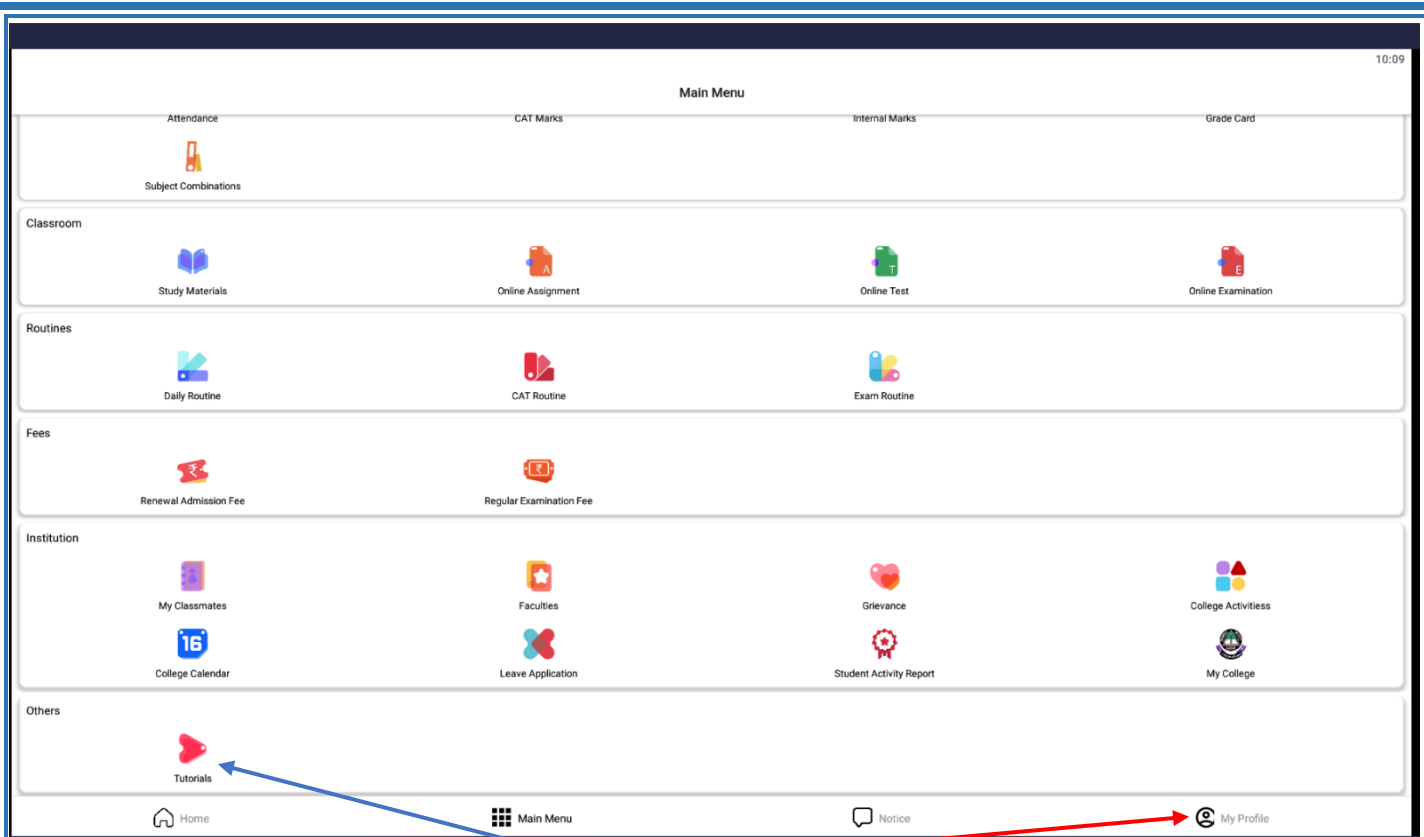 10:09
Main Menu
Attendance CAT Marks Internal Marks Grade Card
Subject Combinations
Classroom
A T E
Study Materials Online Assignment Online Test Online Examination
Routines
Daily Routine CAT Routine Exam Routine
Fees
₹ ₹
Renewal Admission Fee Regular Examination Fee
Institution
My Classmates Faculties Grievance College Activitiess
16
College Calendar Leave Application Student Activity Report My College
Others
Tutorials
Home Main Menu Notice My Profile